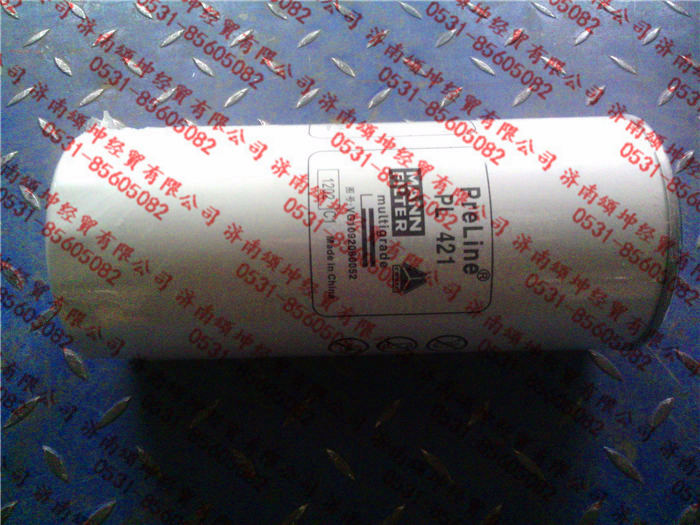 PreLine®
PL 421
MANN
FILTER
multigrade
Made in China
济南颂坤经贸有限公司
0531-85605082